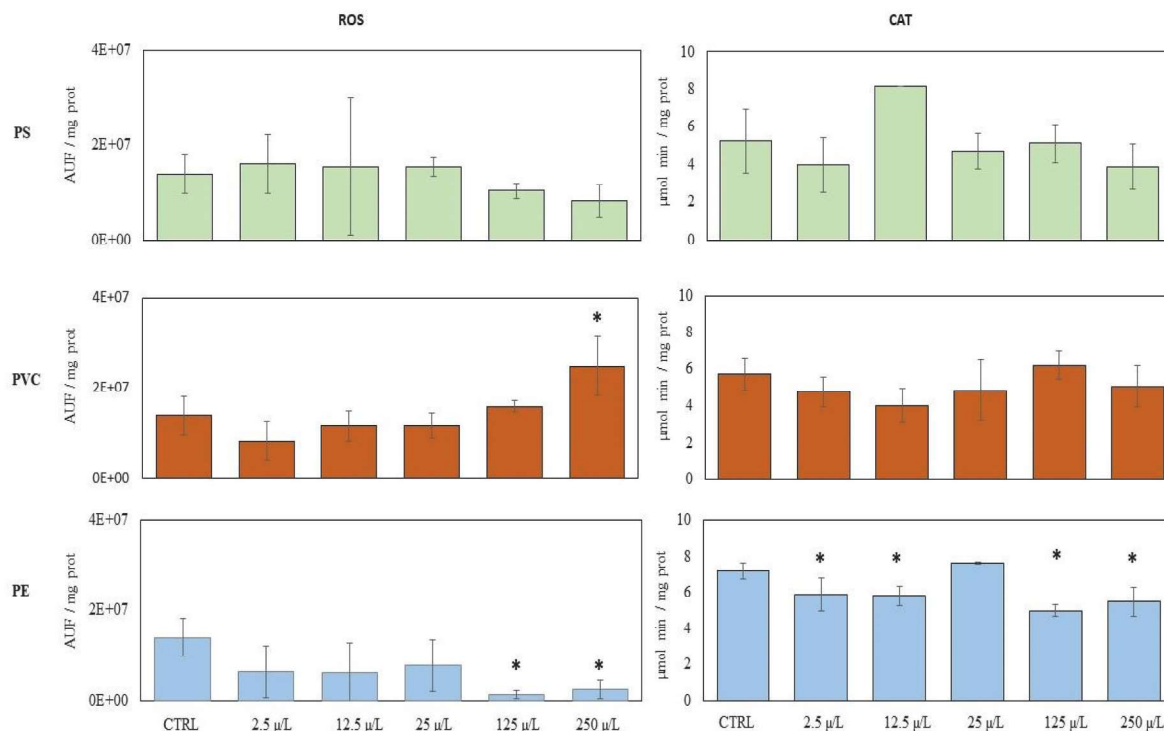 ROS CAT
PS
AUF / mg prot
4E+07
2E+07
0E+00
µmol min / mg prot
10
8
6
4
2
0
PVC
AUF / mg prot
4E+07
2E+07
0E+00
*
µmol min / mg prot
10
8
6
4
2
0
PE
AUF / mg prot
4E+07
2E+07
0E+00
* *
µmol min / mg prot
10
8
6
4
2
0
* * * *
CTRL 2.5 µ/L 12.5 µ/L 25 µ/L 125 µ/L 250 µ/L
CTRL 2.5 µ/L 12.5 µ/L 25 µ/L 125 µ/L 250 µ/L